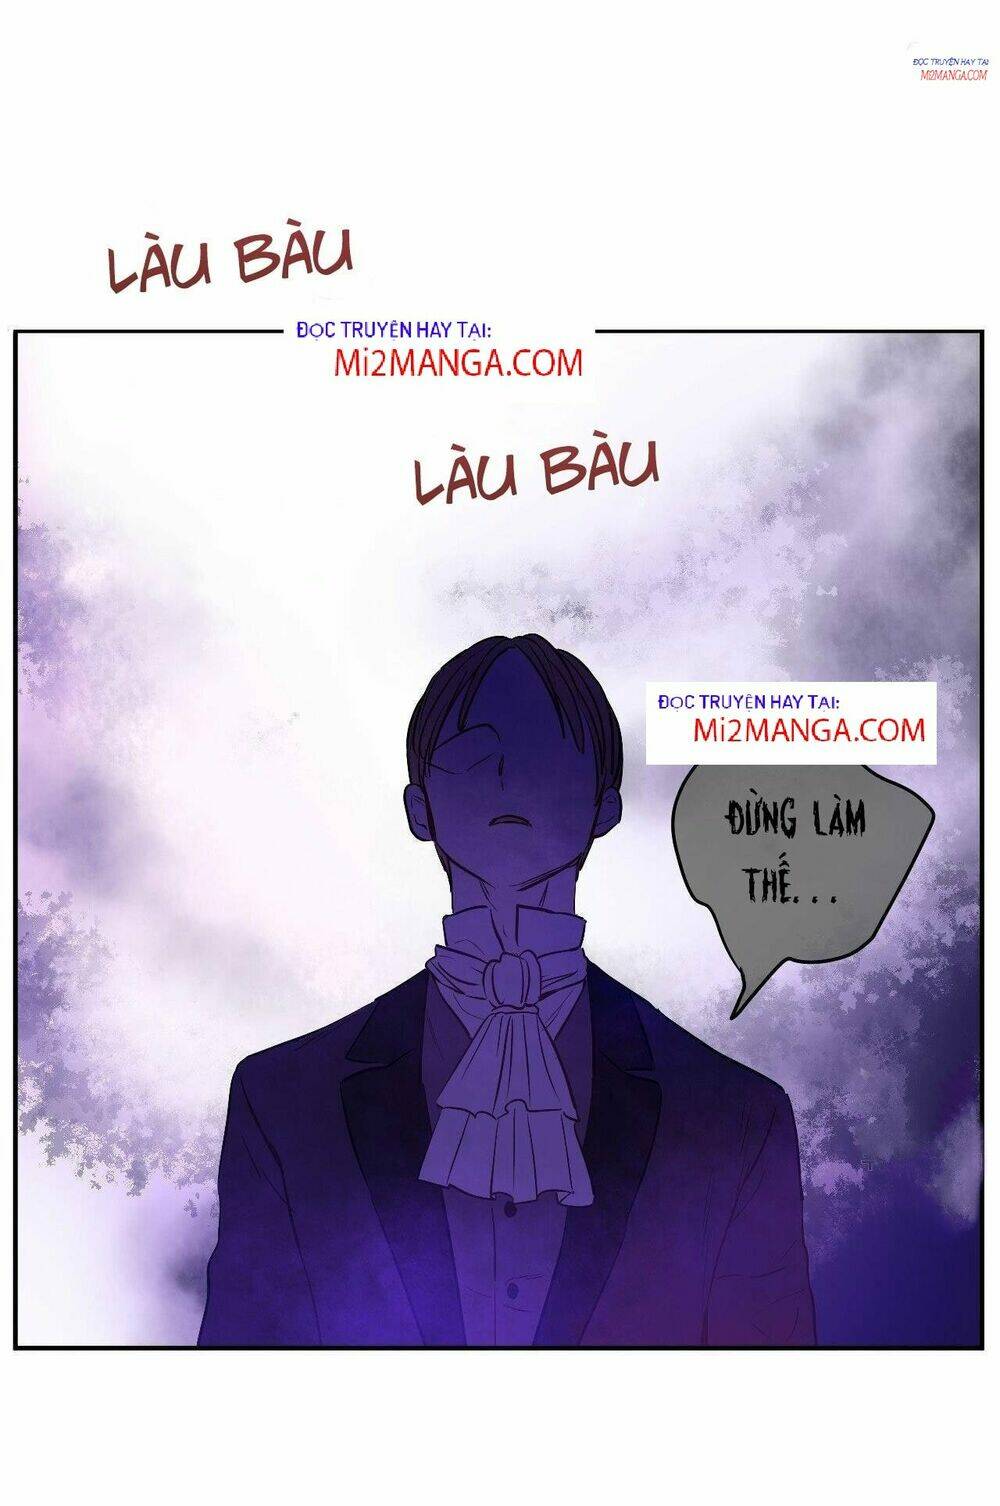 ĐỌC TRUYỆN HAY TẠI
MI2MANGA.COM
LÀU BÀU
ĐỌC TRUYỆN HAY TẠI:
Mi2MANGA.COM
LÀU BÀU
ĐỌC TRUYỆN HAY TẠI:
Mi2MANGA.COM
ĐỪNG LÀM
THẾ...